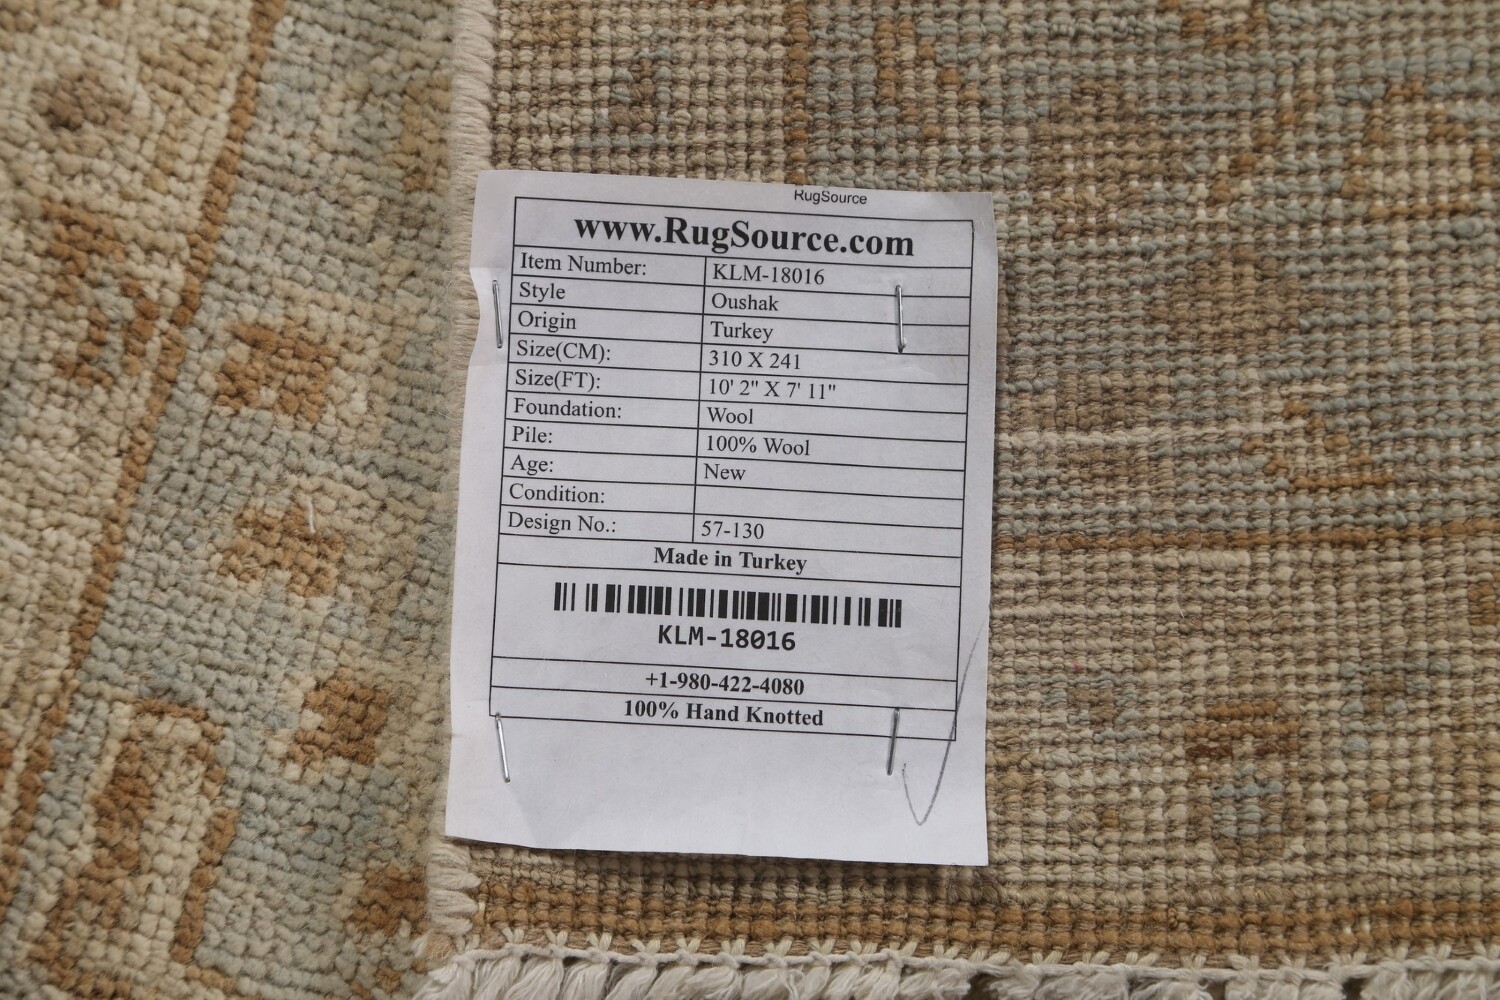 RugSource
www.RugSource.com
Item Number: KLM-18016
Style Oushak
Origin Turkey
Size(CM): 310 X 241
Size(FT): 10' 2" X 7' 11"
Foundation: Wool
Pile: 100% Wool
Age: New
Condition:
Design No.: 57-130
Made in Turkey
KLM-18016
+1-980-422-4080
100% Hand Knotted